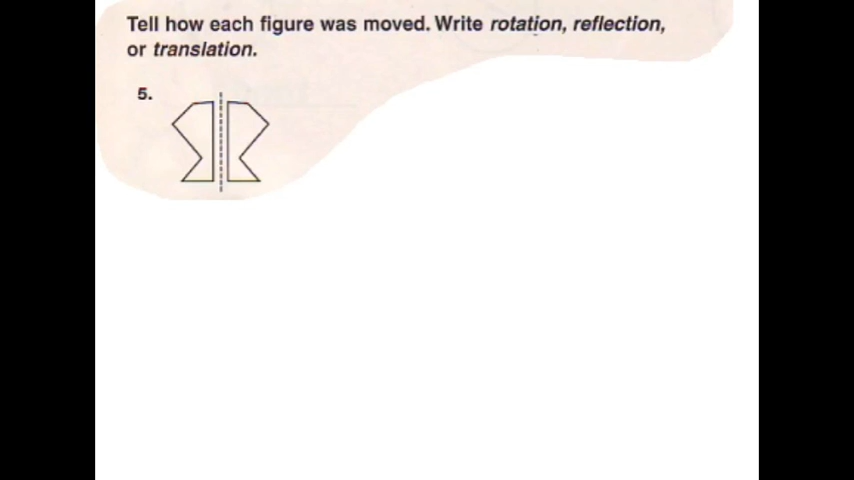 Tell how each figure was moved. Write rotation, reflection,
or translation.
5.